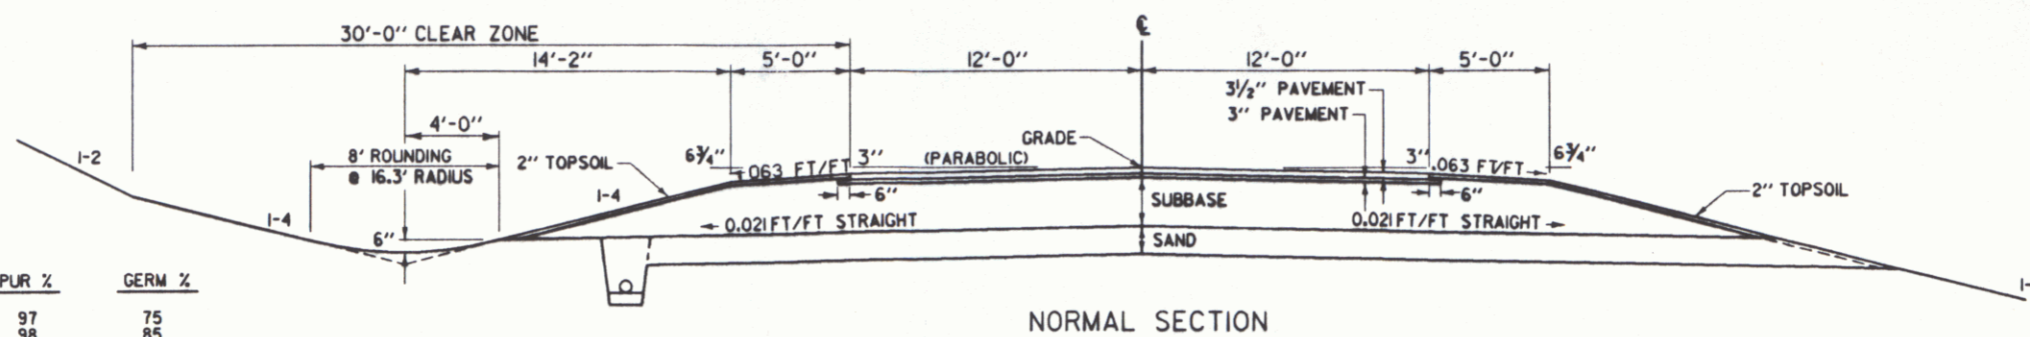 ℄
30'-0" CLEAR ZONE
14'-2" 5'-0" 12'-0" 12'-0" 5'-0"
3½" PAVEMENT
3" PAVEMENT
4'-0"
GRADE
1-2
8' ROUNDING
@ 16.3' RADIUS
2" TOPSOIL
6¾" .063 FT/FT 3" (PARABOLIC) 3" .063 FT/FT 6¾"
1-4 6" SUBBASE 6" 2" TOPSOIL
1-4 0.021FT/FT STRAIGHT 0.021FT/FT STRAIGHT
6" SAND
PUR % GERM %
97 75
98 85
NORMAL SECTION